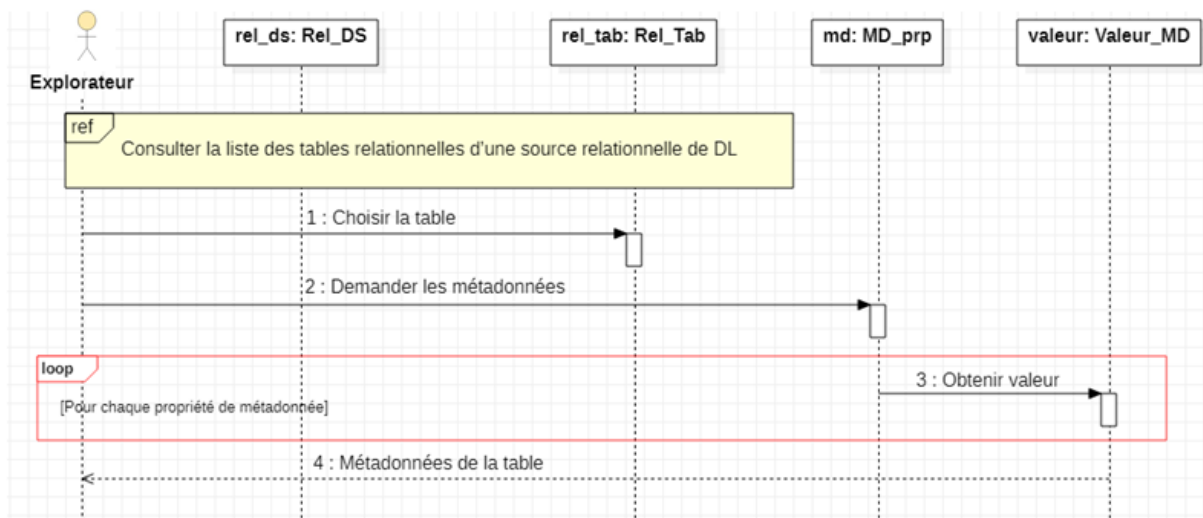 rel_ds: Rel_DS
rel_tab: Rel_Tab
md: MD_prp
valeur: Valeur_MD
Explorateur
ref
Consulter la liste des tables relationnelles d'une source relationnelle de DL
1 : Choisir la table
2 : Demander les métadonnées
loop
3 : Obtenir valeur
[Pour chaque propriété de métadonnée]
4 : Métadonnées de la table